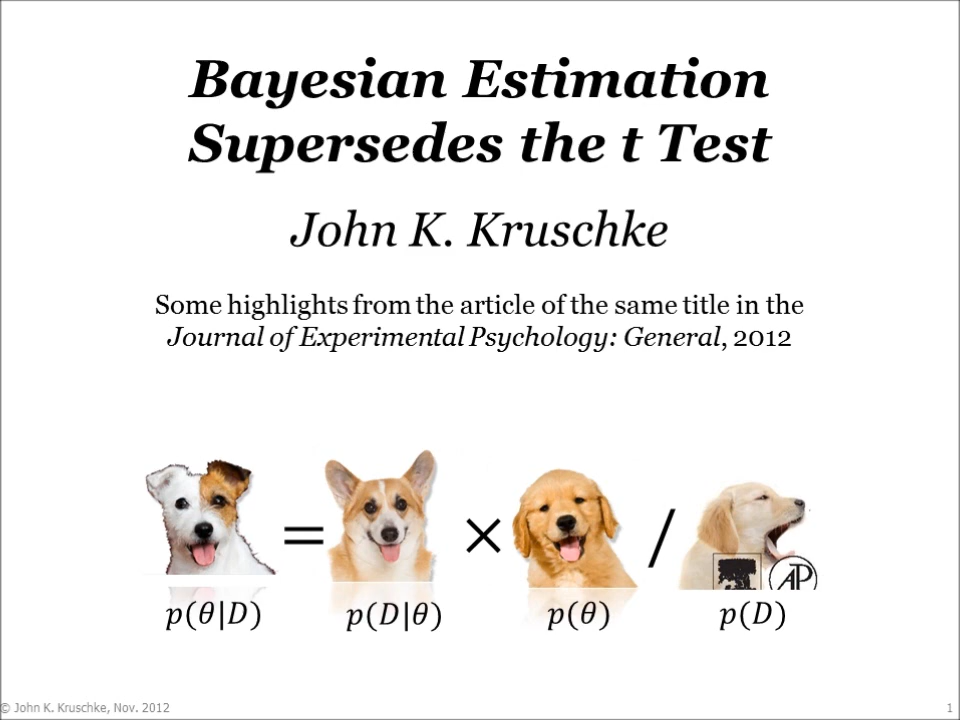 Bayesian Estimation
Supersedes the t Test
John K. Kruschke
Some highlights from the article of the same title in the
Journal of Experimental Psychology: General, 2012
= × /
AP
p(θ|D) p(D|θ) p(θ) p(D)
© John K. Kruschke, Nov. 2012 1